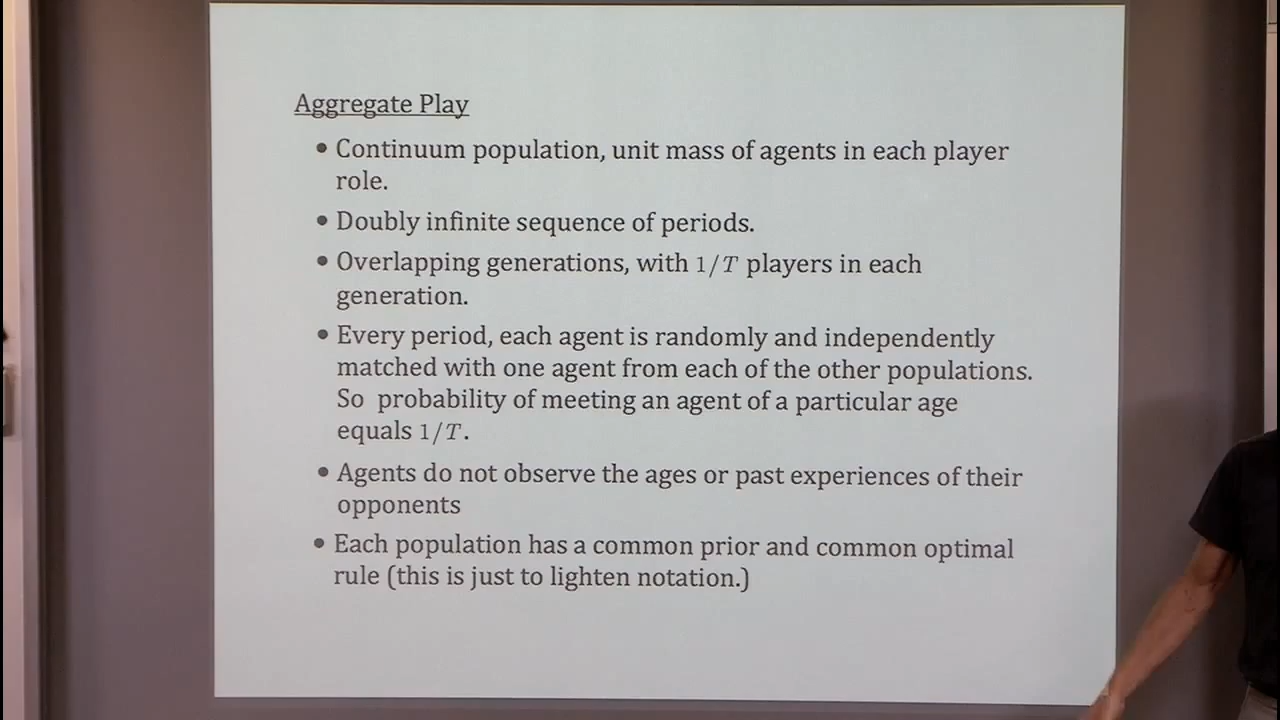 Aggregate Play
• Continuum population, unit mass of agents in each player
role.
• Doubly infinite sequence of periods.
• Overlapping generations, with 1/T players in each
generation.
• Every period, each agent is randomly and independently
matched with one agent from each of the other populations.
So probability of meeting an agent of a particular age
equals 1/T.
• Agents do not observe the ages or past experiences of their
opponents
• Each population has a common prior and common optimal
rule (this is just to lighten notation.)